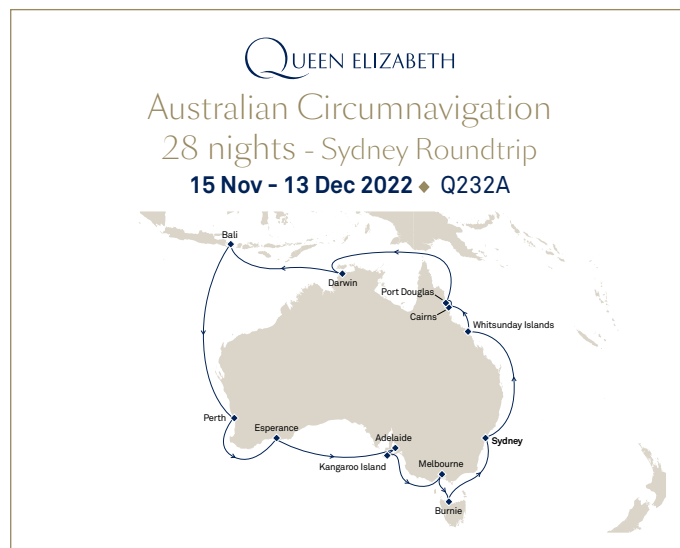 QUEEN ELIZABETH
Australian Circumnavigation
28 nights - Sydney Roundtrip
15 Nov - 13 Dec 2022 ◆ Q232A
Bali
Darwin
Port Douglas
Cairns
Whitsunday Islands
Perth
Esperance
Adelaide
Sydney
Kangaroo Island
Melbourne
Burnie